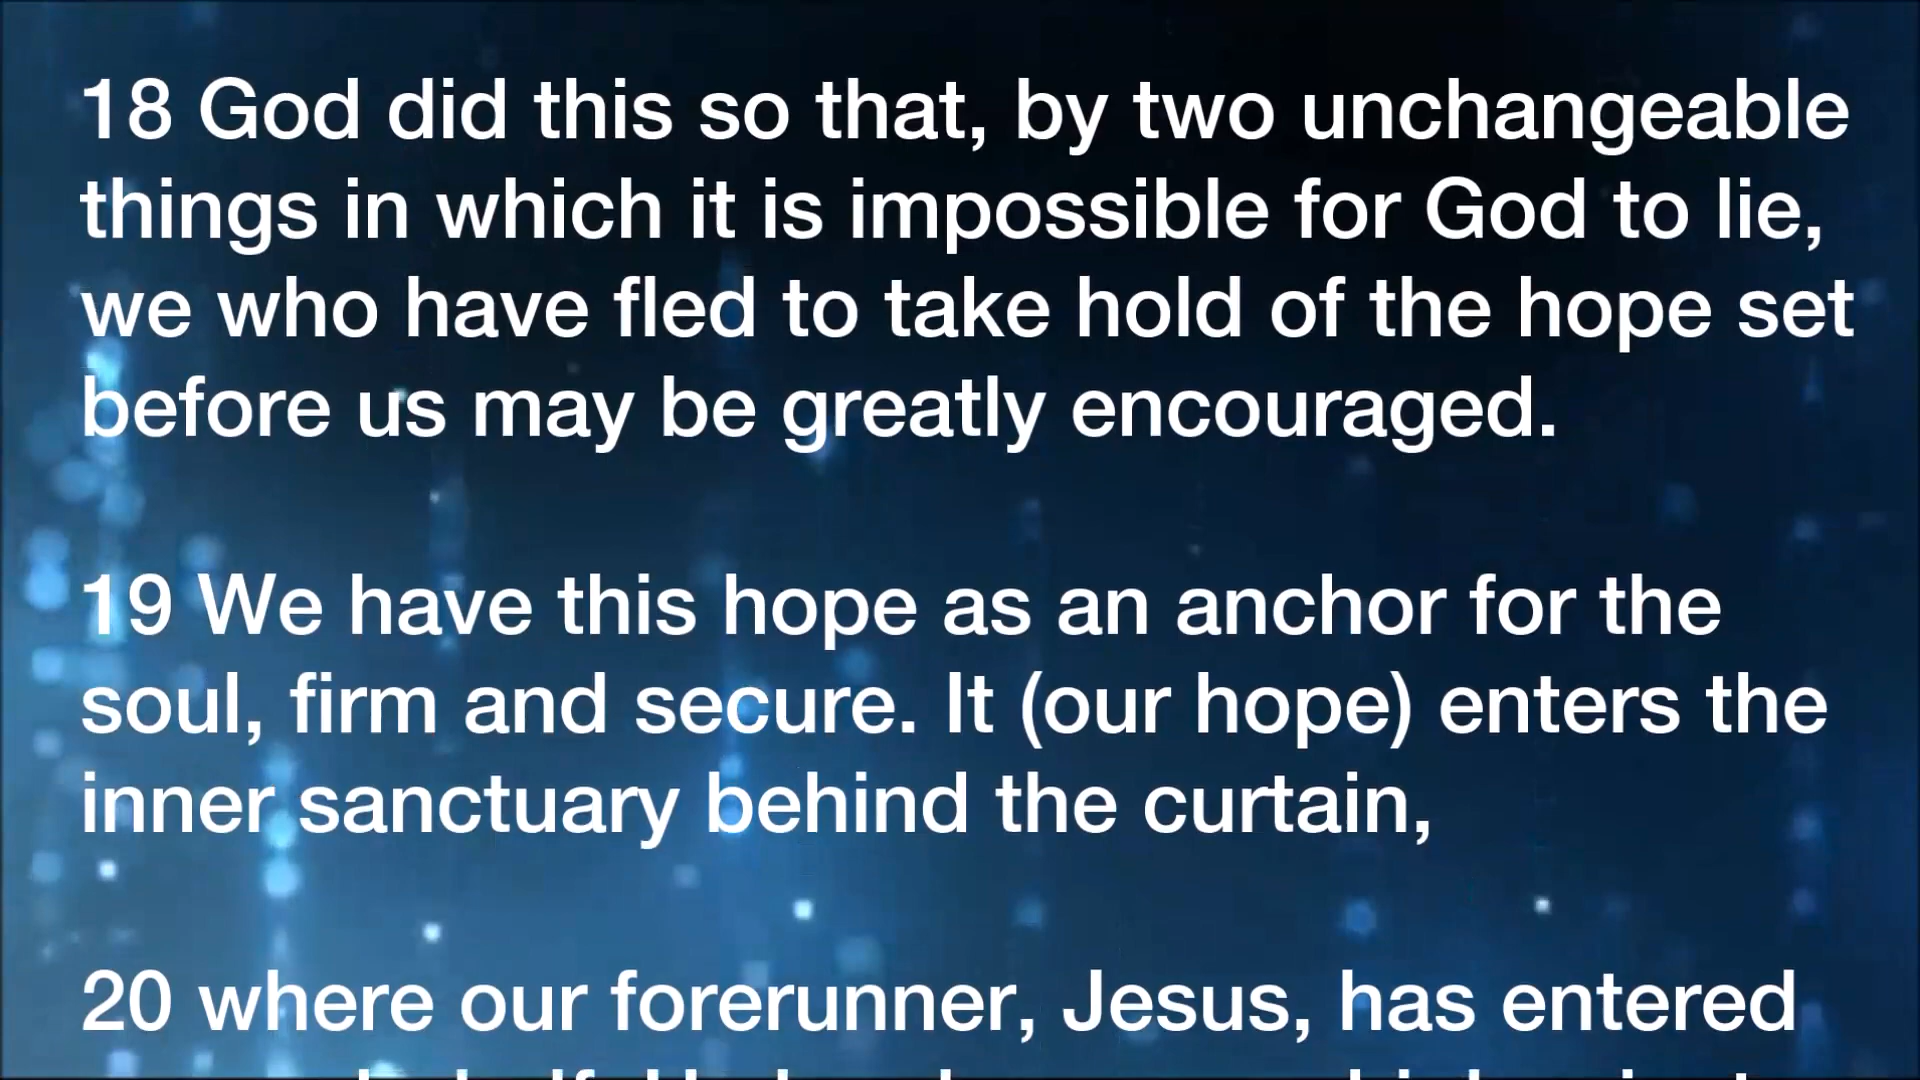 18 God did this so that, by two unchangeable
things in which it is impossible for God to lie,
we who have fled to take hold of the hope set
before us may be greatly encouraged.
19 We have this hope as an anchor for the
soul, firm and secure. It (our hope) enters the
inner sanctuary behind the curtain,
20 where our forerunner, Jesus, has entered